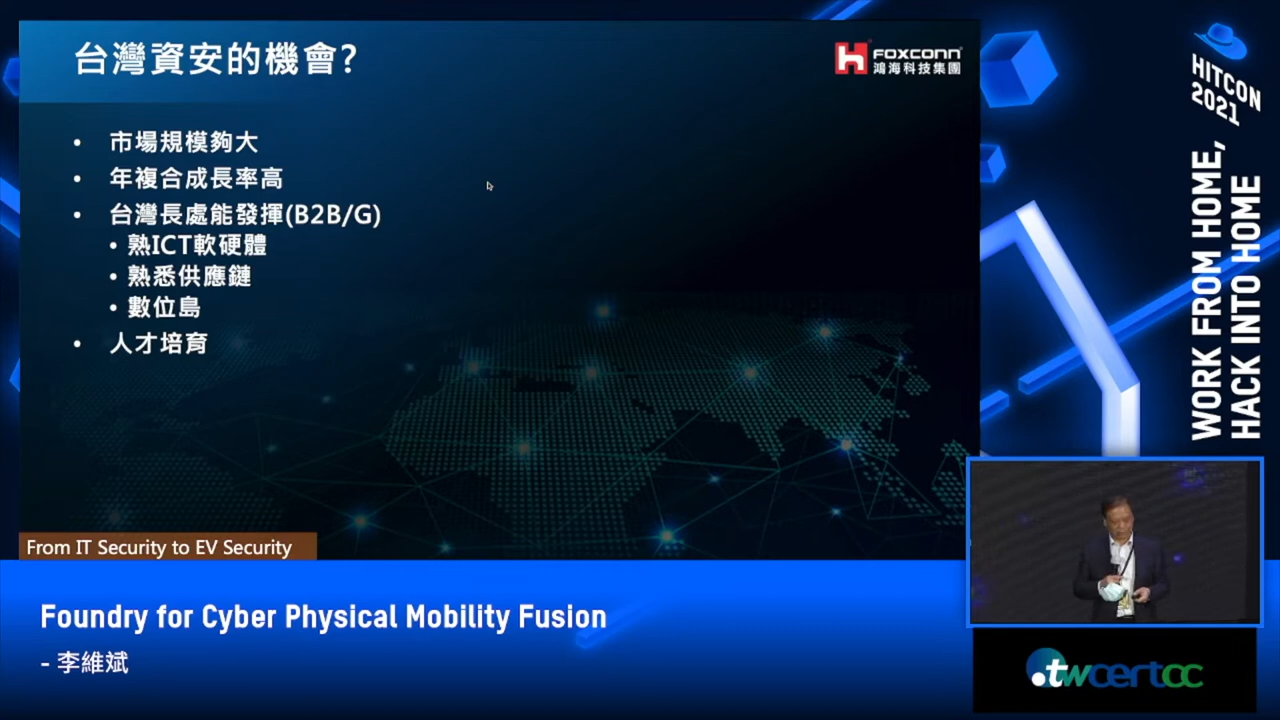 台灣資安的機會?
FOXCONN
鴻海科技集團
• 市場規模夠大
• 年複合成長率高
• 台灣長處能發揮(B2B/G)
• 熟ICT軟硬體
• 熟悉供應鏈
• 數位島
• 人才培育
From IT Security to EV Security
HITCON
2021
WORK FROM HOME,
HACK INTO HOME
Foundry for Cyber Physical Mobility Fusion
- 李維斌
.twcertcc